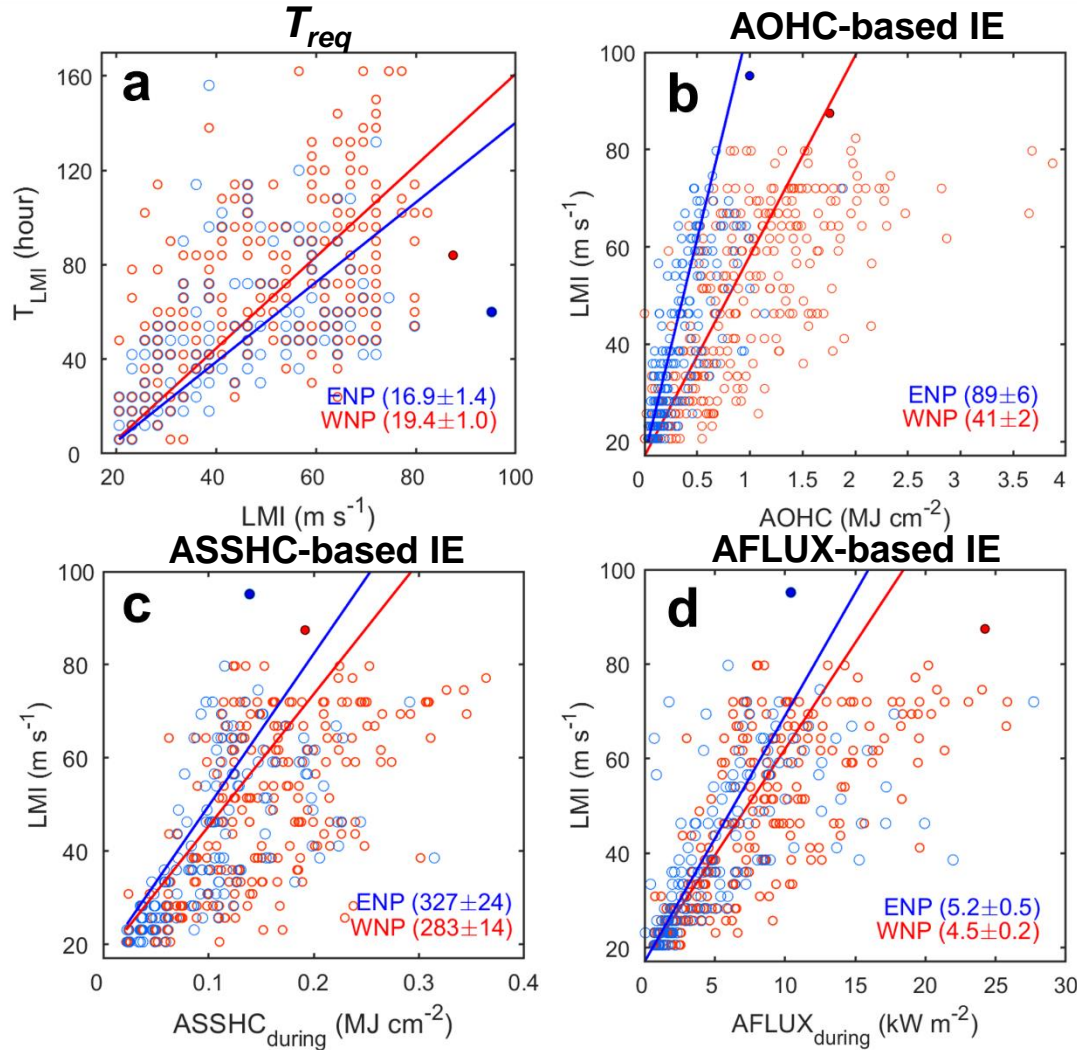 T_req
a
160
120
80
40
0
T_LMI (hour)
20 40 60 80 100
LMI (m s⁻¹)
ENP (16.9±1.4)
WNP (19.4±1.0)
AOHC-based IE
b
100
80
60
40
20
LMI (m s⁻¹)
0 0.5 1 1.5 2 2.5 3 3.5 4
AOHC (MJ cm⁻²)
ENP (89±6)
WNP (41±2)
ASSHC-based IE
c
100
80
60
40
20
LMI (m s⁻¹)
0 0.1 0.2 0.3 0.4
ASSHC_during (MJ cm⁻²)
ENP (327±24)
WNP (283±14)
AFLUX-based IE
d
100
80
60
40
20
LMI (m s⁻¹)
0 5 10 15 20 25 30
AFLUX_during (kW m⁻²)
ENP (5.2±0.5)
WNP (4.5±0.2)